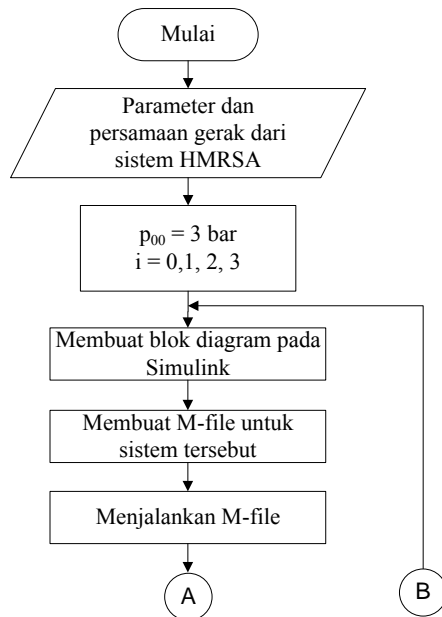 Mulai
Parameter dan
persamaan gerak dari
sistem HMRSA
p₀₀ = 3 bar
i = 0,1, 2, 3
Membuat blok diagram pada
Simulink
Membuat M-file untuk
sistem tersebut
Menjalankan M-file
A
B